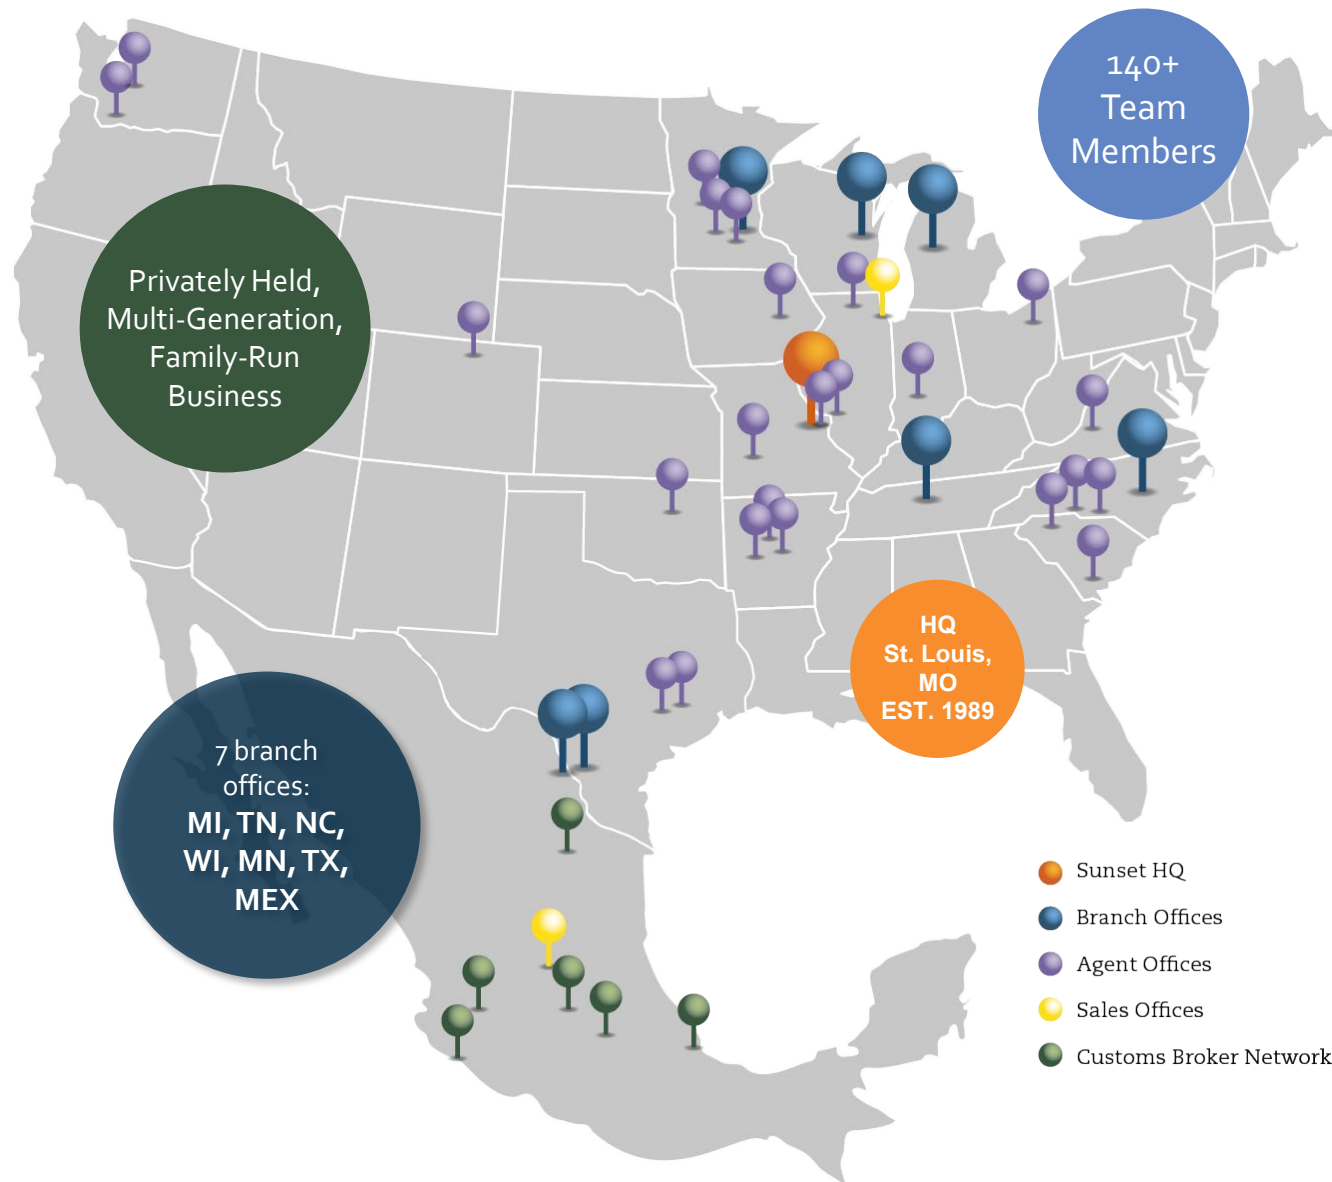 140+
Team
Members
Privately Held,
Multi-Generation,
Family-Run
Business
HQ
St. Louis,
MO
EST. 1989
7 branch
offices:
MI, TN, NC,
WI, MN, TX,
MEX
Sunset HQ
Branch Offices
Agent Offices
Sales Offices
Customs Broker Network